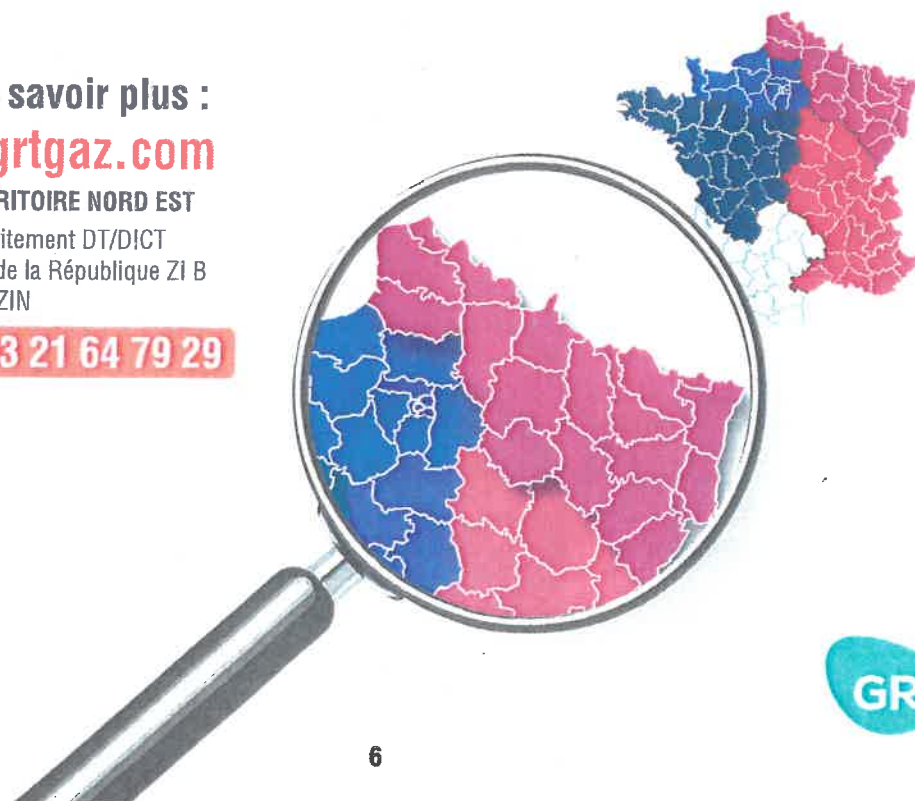 savoir plus :
grtgaz.com
RITOIRE NORD EST
itement DT/DICT
de la République ZI B
ZIN
3 21 64 79 29
GR
6